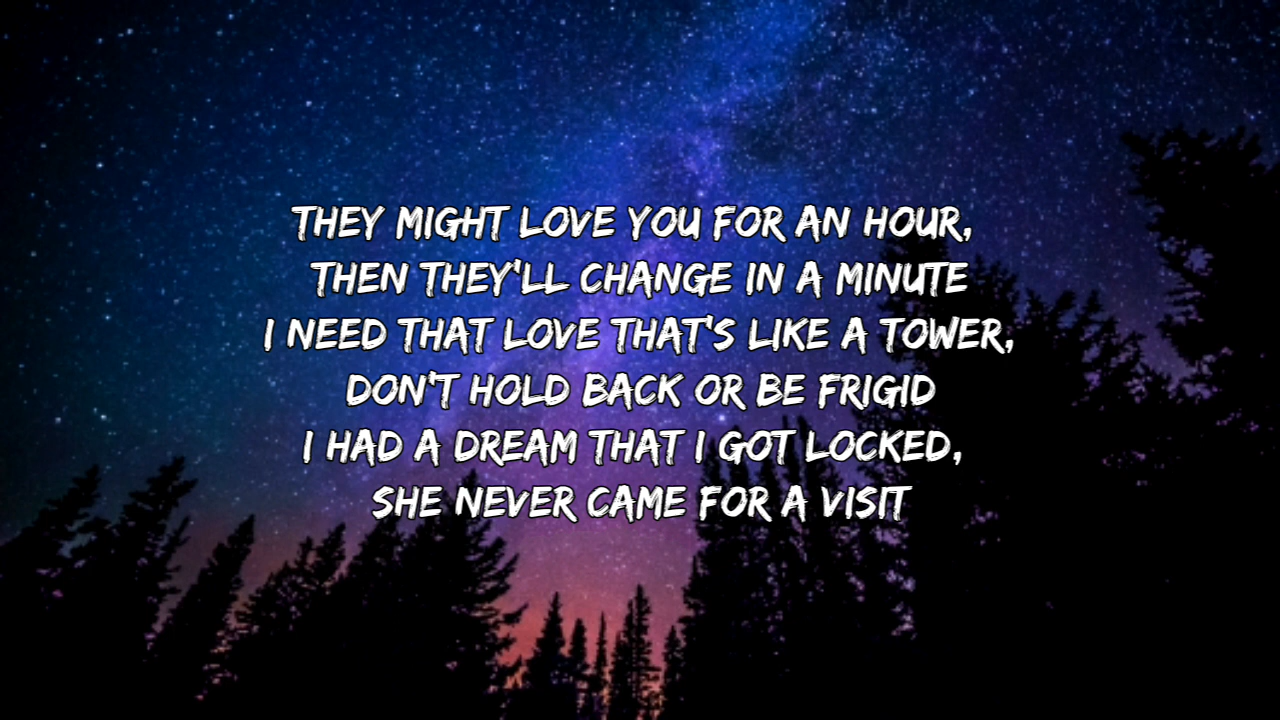 THEY MIGHT LOVE YOU FOR AN HOUR,
THEN THEY'LL CHANGE IN A MINUTE
I NEED THAT LOVE THAT'S LIKE A TOWER,
DON'T HOLD BACK OR BE FRIGID
I HAD A DREAM THAT I GOT LOCKED,
SHE NEVER CAME FOR A VISIT